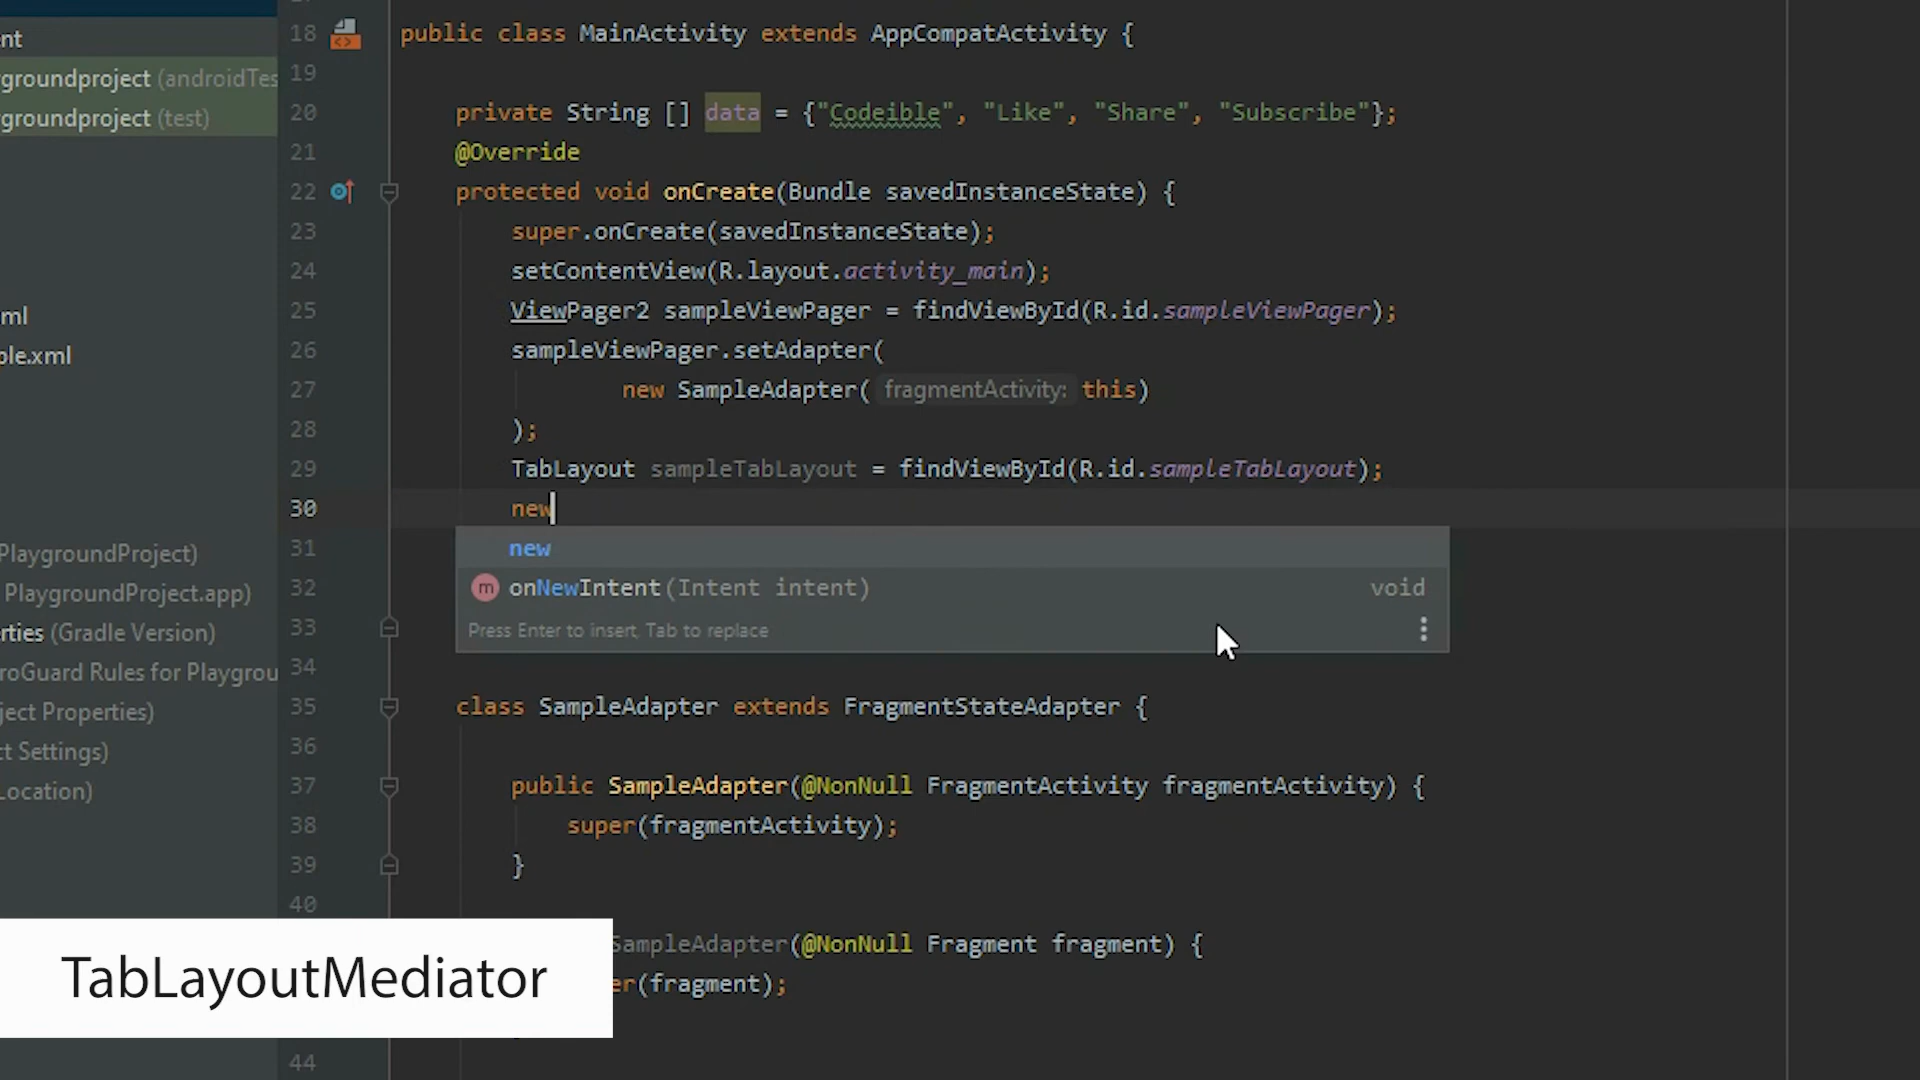 nt
groundproject (androidTes
groundproject (test)
ml
ple.xml
PlaygroundProject)
PlaygroundProject.app)
rties (Gradle Version)
roGuard Rules for Playgrou
ject Properties)
ct Settings)
Location)
18 public class MainActivity extends AppCompatActivity {
19
20 private String [] data = {"Codeible", "Like", "Share", "Subscribe"};
21 @Override
22 protected void onCreate(Bundle savedInstanceState) {
23 super.onCreate(savedInstanceState);
24 setContentView(R.layout.activity_main);
25 ViewPager2 sampleViewPager = findViewById(R.id.sampleViewPager);
26 sampleViewPager.setAdapter(
27 new SampleAdapter( fragmentActivity: this)
28 );
29 TabLayout sampleTabLayout = findViewById(R.id.sampleTabLayout);
30 new
31 new
32 m onNewIntent(Intent intent) void
33 Press Enter to insert, Tab to replace
34
35 class SampleAdapter extends FragmentStateAdapter {
36
37 public SampleAdapter(@NonNull FragmentActivity fragmentActivity) {
38 super(fragmentActivity);
39 }
40
SampleAdapter(@NonNull Fragment fragment) {
er(fragment);
44
TabLayoutMediator